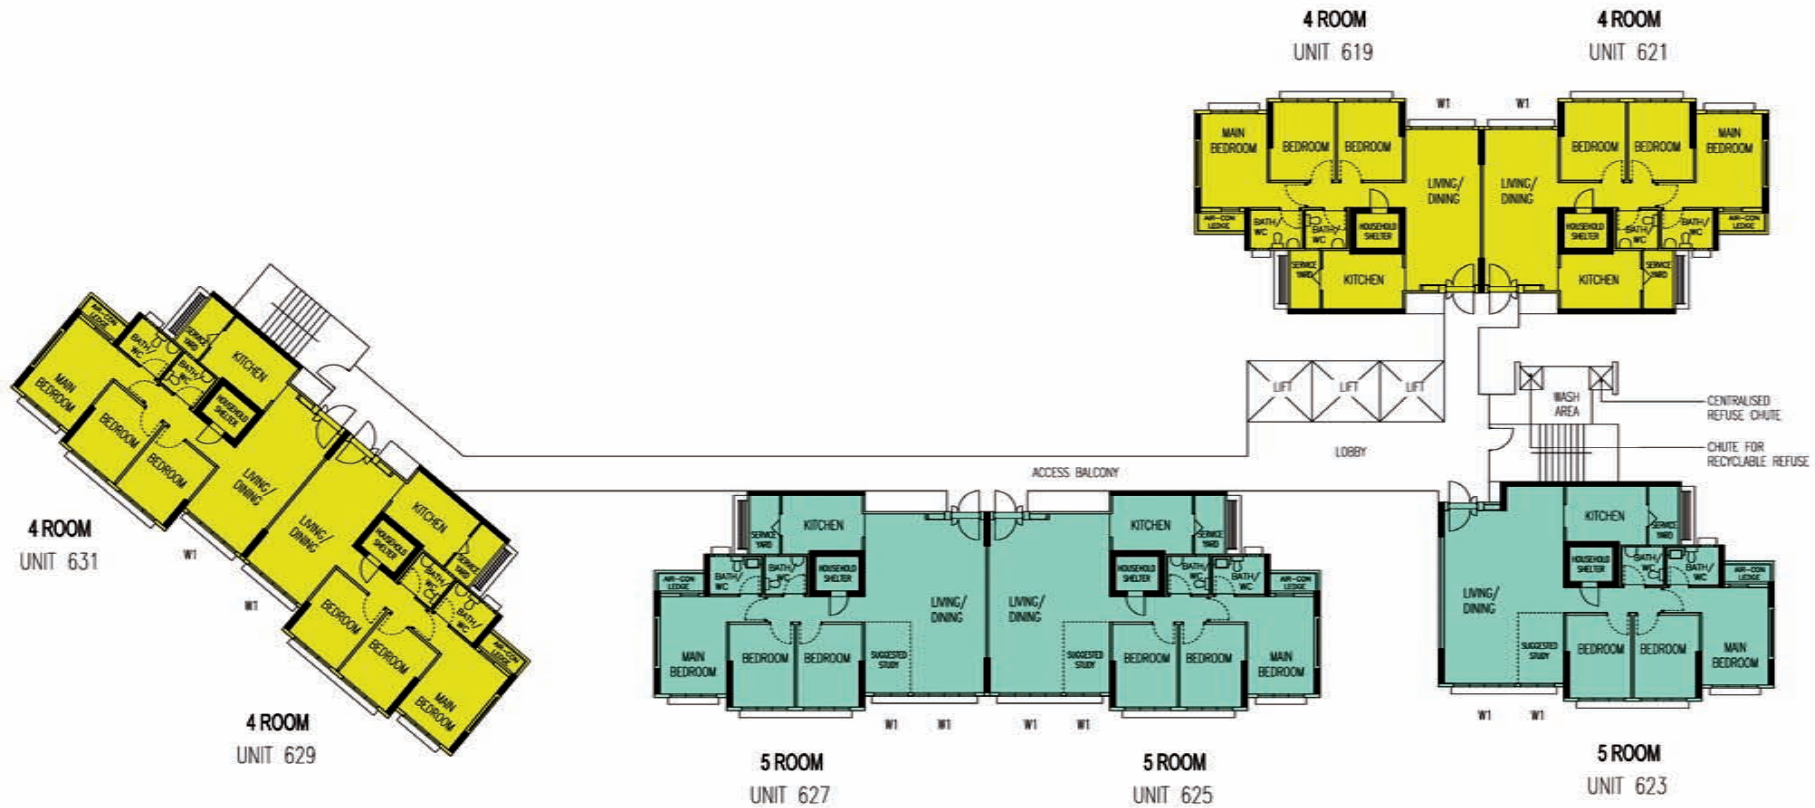 4 ROOM
UNIT 619
4 ROOM
UNIT 621
W1
W1
MAIN
BEDROOM
BEDROOM
BEDROOM
LIVING/
DINING
AIR-CON
LEDGE
BATH/
WC
BATH/
WC
HOUSEHOLD
SHELTER
SERVICE
YARD
KITCHEN
BEDROOM
BEDROOM
MAIN
BEDROOM
LIVING/
DINING
HOUSEHOLD
SHELTER
BATH/
WC
BATH/
WC
AIR-CON
LEDGE
KITCHEN
SERVICE
YARD
LIFT
LIFT
LIFT
WASH
AREA
CENTRALISED
REFUSE CHUTE
CHUTE FOR
RECYCLABLE REFUSE
LOBBY
ACCESS BALCONY
AIR-CON
LEDGE
BATH/
WC
SERVICE
YARD
BATH/
WC
KITCHEN
MAIN
BEDROOM
HOUSEHOLD
SHELTER
BEDROOM
BEDROOM
LIVING/
DINING
4 ROOM
UNIT 631
W1
LIVING/
DINING
KITCHEN
HOUSEHOLD
SHELTER
SERVICE
YARD
BATH/
WC
BATH/
WC
BEDROOM
BEDROOM
MAIN
BEDROOM
AIR-CON
LEDGE
W1
4 ROOM
UNIT 629
SERVICE
YARD
KITCHEN
AIR-CON
LEDGE
BATH/
WC
BATH/
WC
HOUSEHOLD
SHELTER
LIVING/
DINING
MAIN
BEDROOM
BEDROOM
BEDROOM
SUGGESTED
STUDY
W1
W1
5 ROOM
UNIT 627
KITCHEN
SERVICE
YARD
HOUSEHOLD
SHELTER
BATH/
WC
BATH/
WC
AIR-CON
LEDGE
LIVING/
DINING
SUGGESTED
STUDY
BEDROOM
BEDROOM
MAIN
BEDROOM
W1
W1
5 ROOM
UNIT 625
KITCHEN
SERVICE
YARD
HOUSEHOLD
SHELTER
BATH/
WC
BATH/
WC
AIR-CON
LEDGE
LIVING/
DINING
SUGGESTED
STUDY
BEDROOM
BEDROOM
MAIN
BEDROOM
W1
W1
5 ROOM
UNIT 623